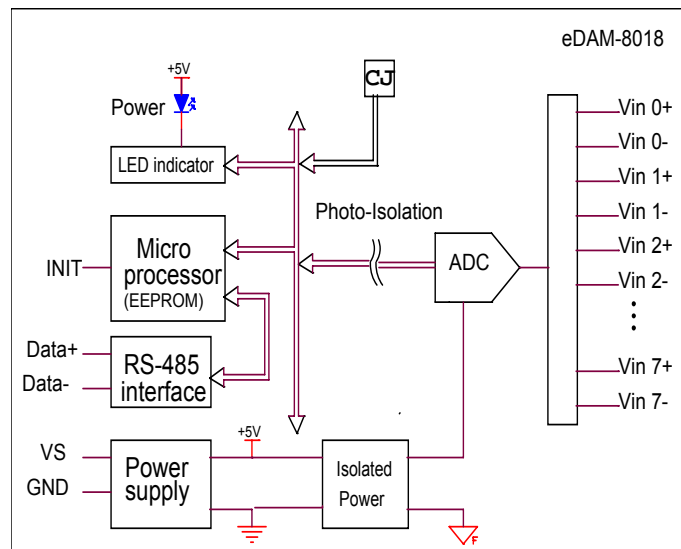 eDAM-8018
+5V
Power
LED indicator
CJ
Photo-Isolation
INIT
Micro
processor
(EEPROM)
ADC
Vin 0+
Vin 0-
Vin 1+
Vin 1-
Vin 2+
Vin 2-
Vin 7+
Vin 7-
Data+
Data-
RS-485
interface
VS
GND
Power
supply
+5V
Isolated
Power
F